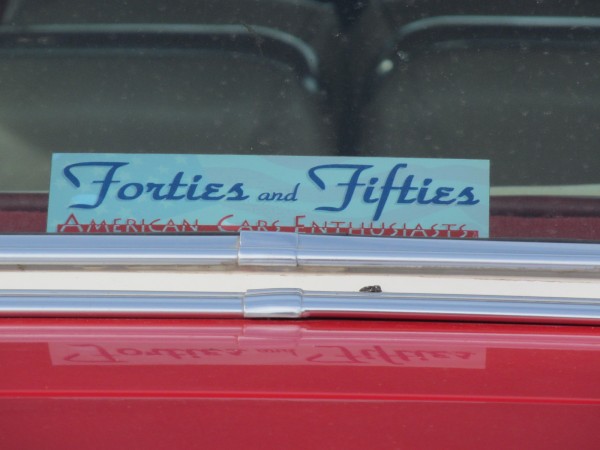 Forties and Fifties
American Cars Enthusiasts